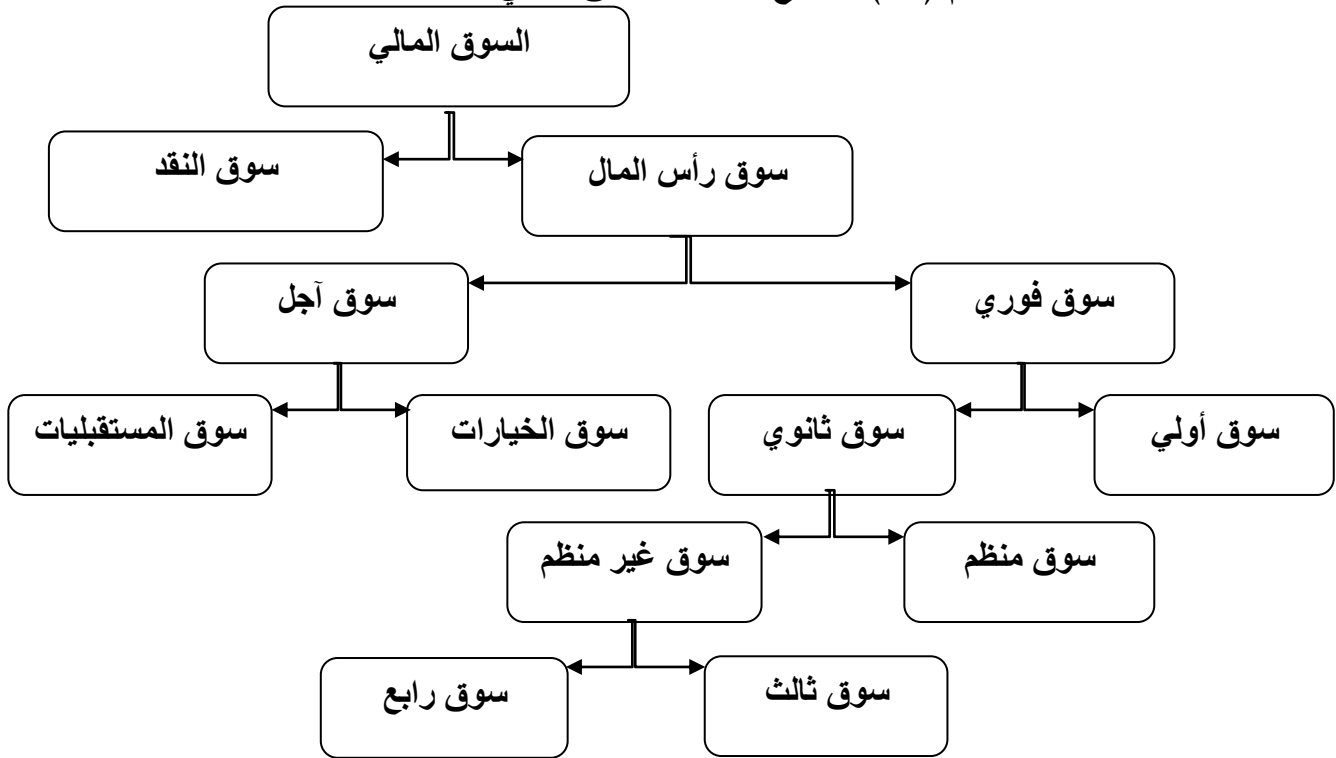 السوق المالي
سوق رأس المال
سوق النقد
سوق فوري
سوق آجل
سوق أولي
سوق ثانوي
سوق الخيارات
سوق المستقبليات
سوق منظم
سوق غير منظم
سوق ثالث
سوق رابع